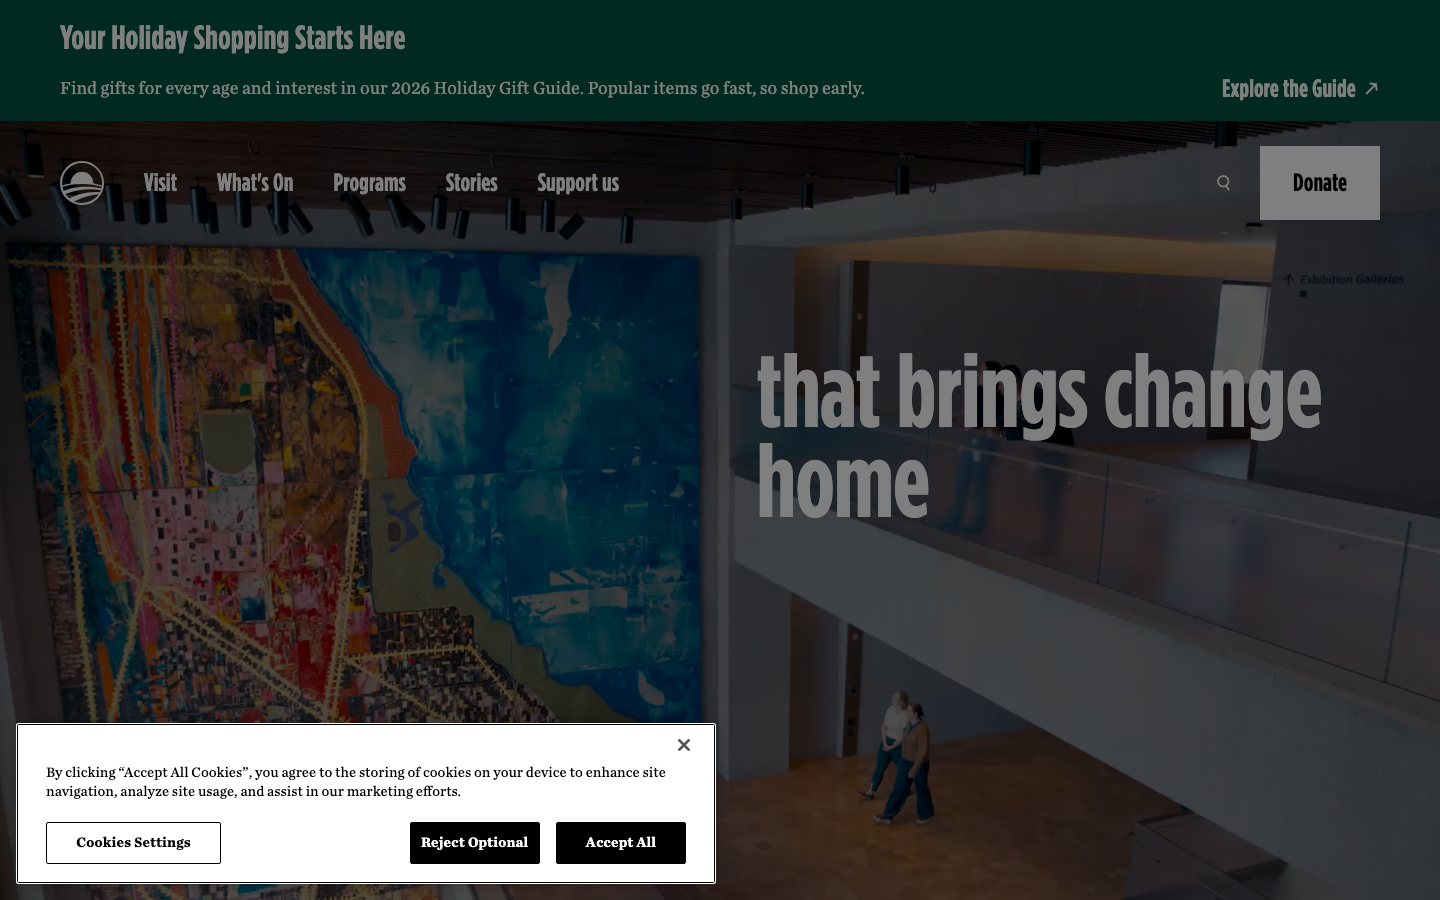 Your Holiday Shopping Starts Here
Find gifts for every age and interest in our 2026 Holiday Gift Guide. Popular items go fast, so shop early.
Explore the Guide
Visit
What's On
Programs
Stories
Support us
Donate
Exhibition Galleries
that brings change
home
By clicking “Accept All Cookies”, you agree to the storing of cookies on your device to enhance site
navigation, analyze site usage, and assist in our marketing efforts.
Cookies Settings
Reject Optional
Accept All